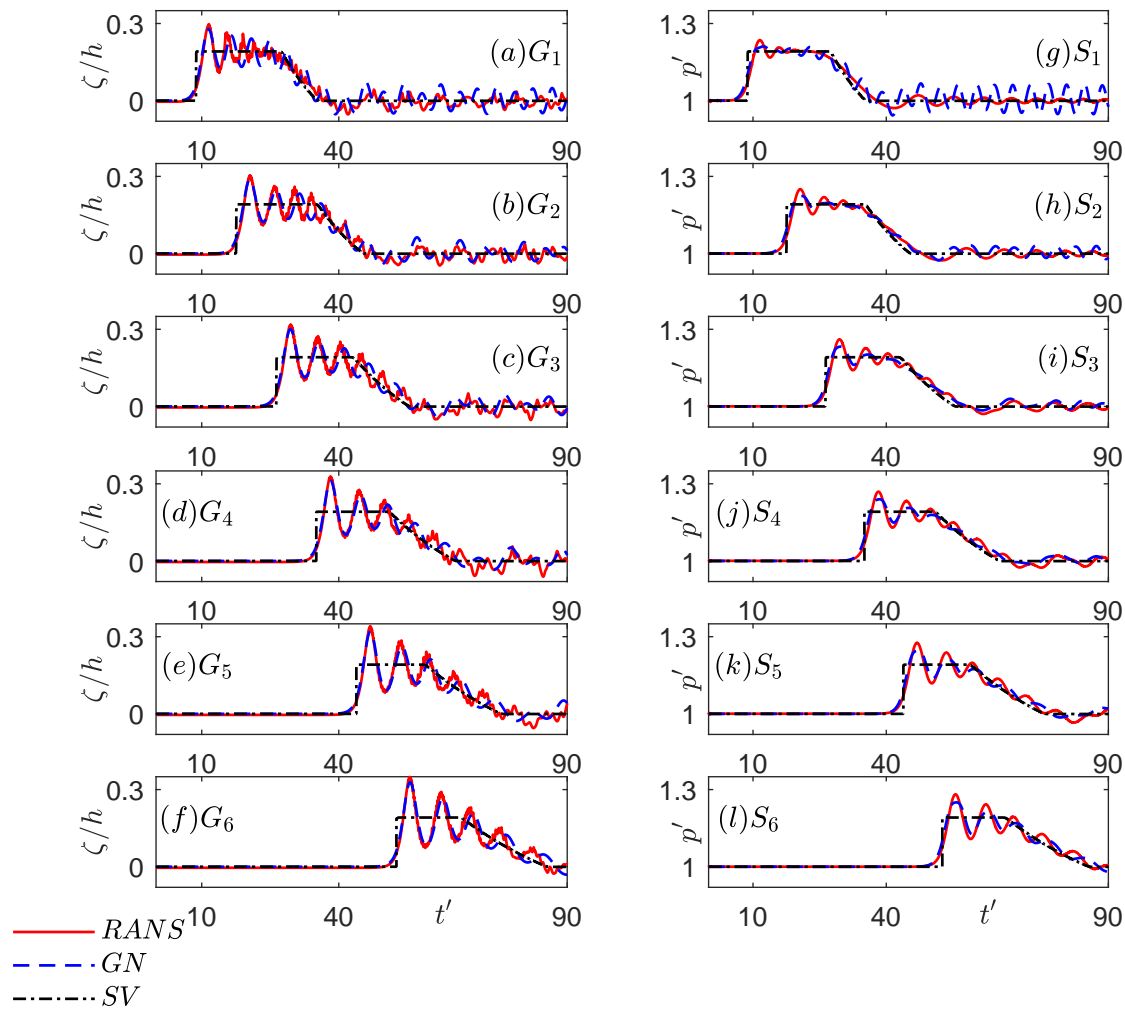 0.3
0
ζ/h
(a)G₁
10 40 90
1.3
1
p′
(g)S₁
10 40 90
0.3
0
ζ/h
(b)G₂
10 40 90
1.3
1
p′
(h)S₂
10 40 90
0.3
0
ζ/h
(c)G₃
10 40 90
1.3
1
p′
(i)S₃
10 40 90
0.3
0
ζ/h
(d)G₄
10 40 90
1.3
1
p′
(j)S₄
10 40 90
0.3
0
ζ/h
(e)G₅
10 40 90
1.3
1
p′
(k)S₅
10 40 90
0.3
0
ζ/h
(f)G₆
10 40 t′ 90
1.3
1
p′
(l)S₆
10 40 t′ 90
RANS
GN
SV